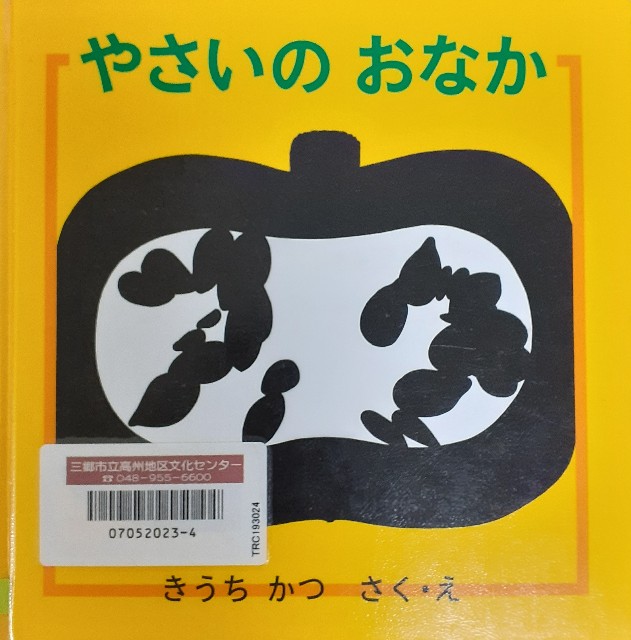 やさいの おなか
三郷市立高州地区文化センター
☎048-955-6600
07052023-4
TRC193024
きうち かつ さく・え